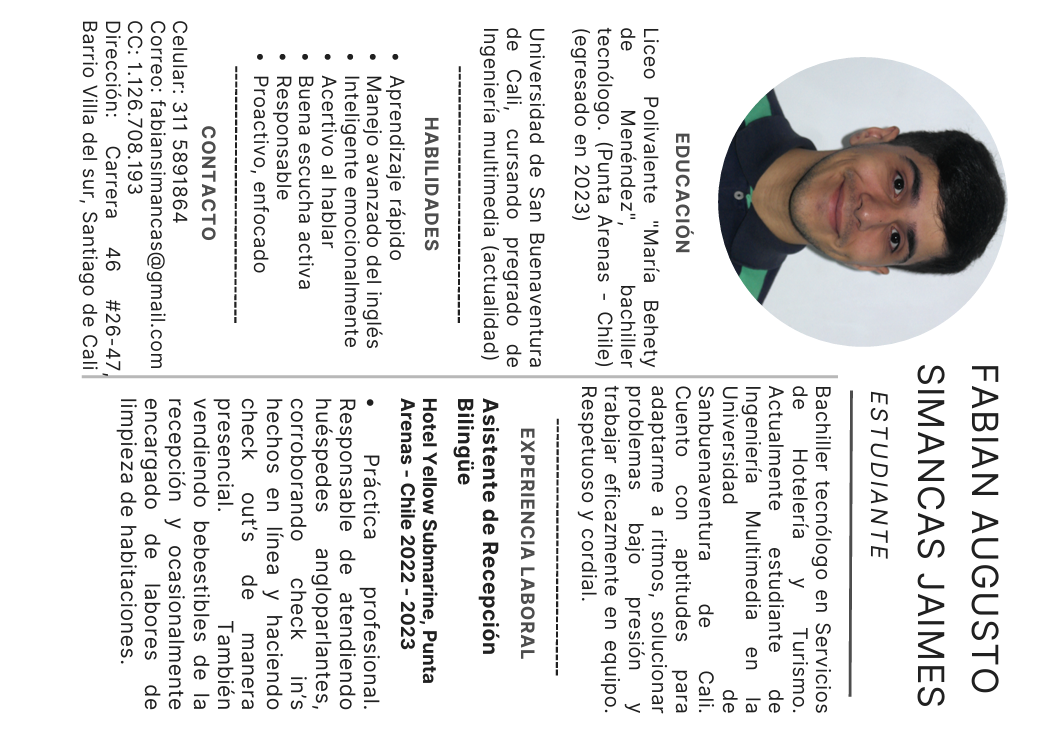 FABIAN AUGUSTO
SIMANCAS JAIMES
ESTUDIANTE
Bachiller tecnólogo en Servicios
de Hotelería y Turismo.
Actualmente estudiante de
Ingeniería Multimedia en la
Universidad de
Sanbuenaventura de Cali.
Cuento con aptitudes para
adaptarme a ritmos, solucionar
problemas bajo presión y
trabajar eficazmente en equipo.
Respetuoso y cordial.
EXPERIENCIA LABORAL
Asistente de Recepción
Bilingüe
Hotel Yellow Submarine, Punta
Arenas - Chile 2022 - 2023
• Práctica profesional.
Responsable de atendiendo
huéspedes angloparlantes,
corroborando check in's
hechos en línea y haciendo
check out's de manera
presencial. También
vendiendo bebestibles de la
recepción y ocasionalmente
encargado de labores de
limpieza de habitaciones.
EDUCACIÓN
Liceo Polivalente "María Behety
de Menéndez", bachiller
tecnólogo. (Punta Arenas - Chile)
(egresado en 2023)
Universidad de San Buenaventura
de Cali, cursando pregrado de
Ingeniería multimedia (actualidad)
HABILIDADES
• Aprendizaje rápido
• Manejo avanzado del inglés
• Inteligente emocionalmente
• Acertivo al hablar
• Buena escucha activa
• Responsable
• Proactivo, enfocado
CONTACTO
Celular: 311 5891864
Correo: fabiansimancas@gmail.com
CC: 1.126.708.193
Dirección: Carrera 46 #26-47,
Barrio Villa del sur, Santiago de Cali